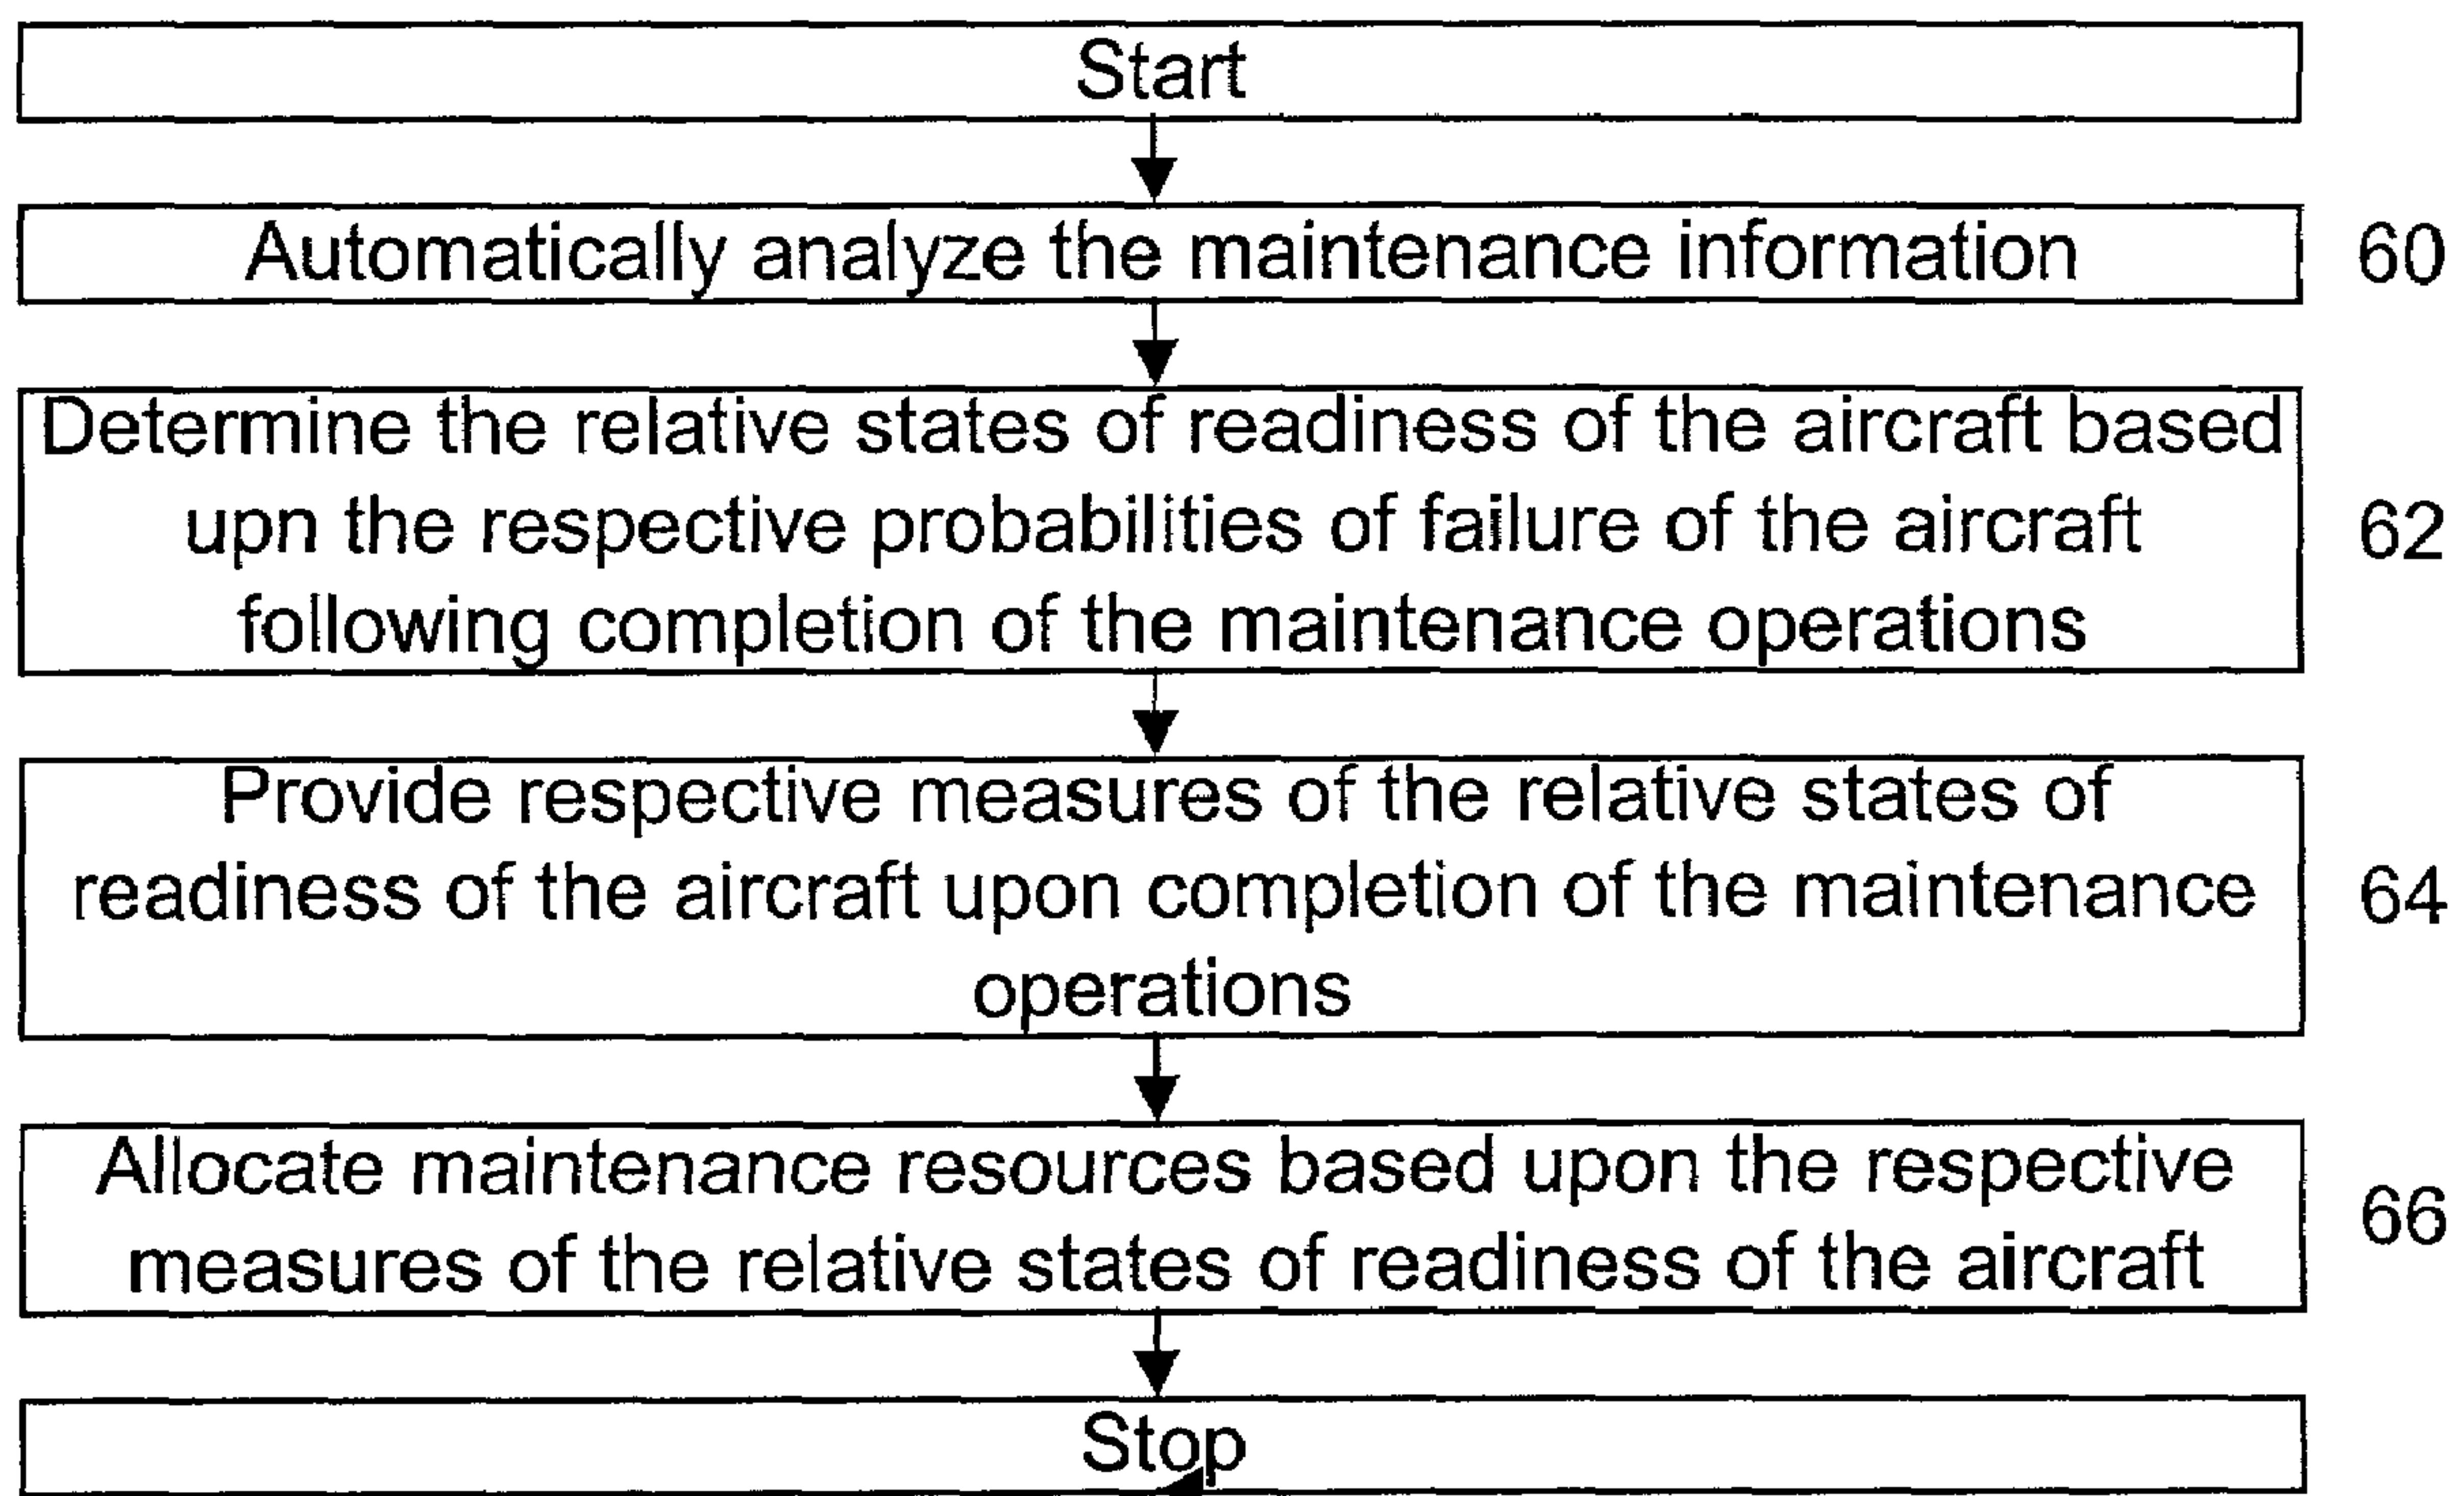 Start
Automatically analyze the maintenance information
60
Determine the relative states of readiness of the aircraft based
upn the respective probabilities of failure of the aircraft
62
following completion of the maintenance operations
Provide respective measures of the relative states of
readiness of the aircraft upon completion of the maintenance
64
operations
Allocate maintenance resources based upon the respective
66
measures of the relative states of readiness of the aircraft
Stop